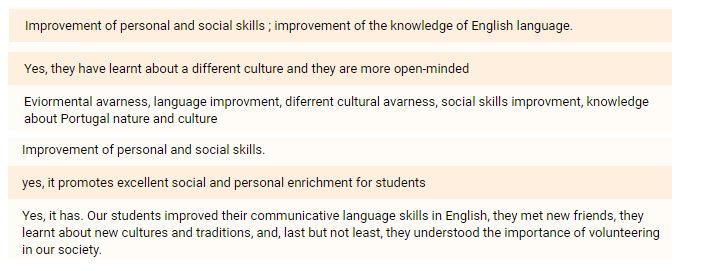 Improvement of personal and social skills ; improvement of the knowledge of English language.
Yes, they have learnt about a different culture and they are more open-minded
Eviormental avarness, language improvment, diferrent cultural avarness, social skills improvment, knowledge
about Portugal nature and culture
Improvement of personal and social skills.
yes, it promotes excellent social and personal enrichment for students
Yes, it has. Our students improved their communicative language skills in English, they met new friends, they
learnt about new cultures and traditions, and, last but not least, they understood the importance of volunteering
in our society.